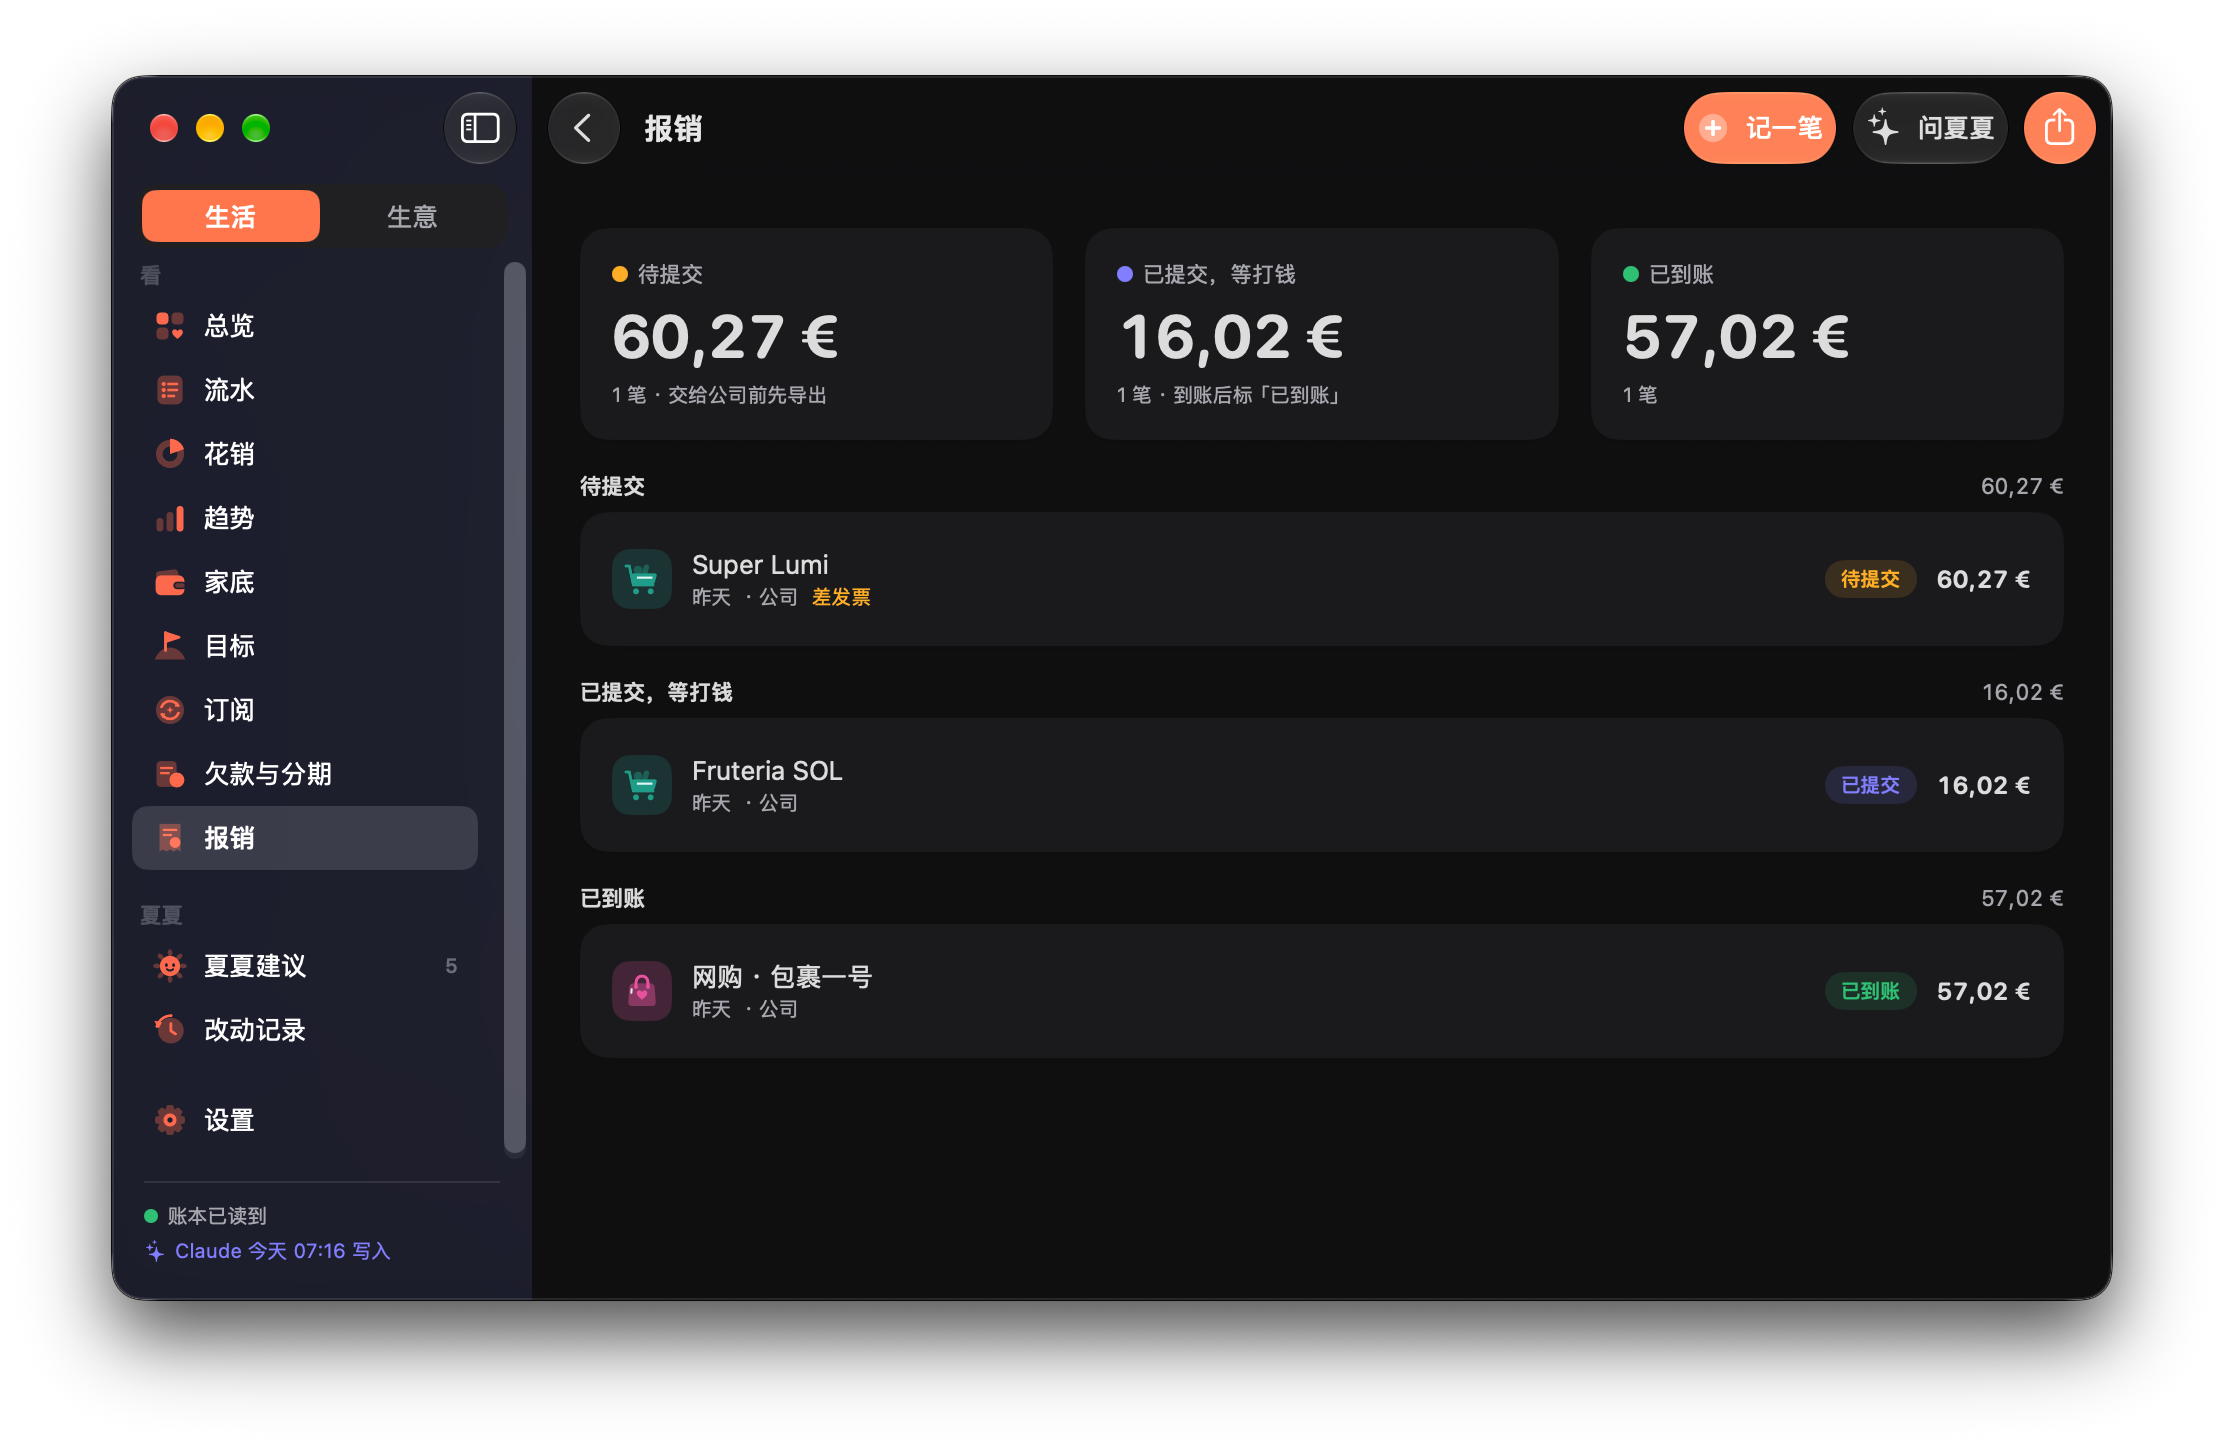 报销
记一笔
问夏夏
生活
生意
看
总览
流水
花销
趋势
家底
目标
订阅
欠款与分期
报销
夏夏
夏夏建议 5
改动记录
设置
账本已读到
Claude 今天 07:16 写入
待提交
60,27 €
1 笔 · 交给公司前先导出
已提交，等打钱
16,02 €
1 笔 · 到账后标「已到账」
已到账
57,02 €
1 笔
待提交 60,27 €
Super Lumi
昨天 · 公司 差发票
待提交 60,27 €
已提交，等打钱 16,02 €
Fruteria SOL
昨天 · 公司
已提交 16,02 €
已到账 57,02 €
网购 · 包裹一号
昨天 · 公司
已到账 57,02 €